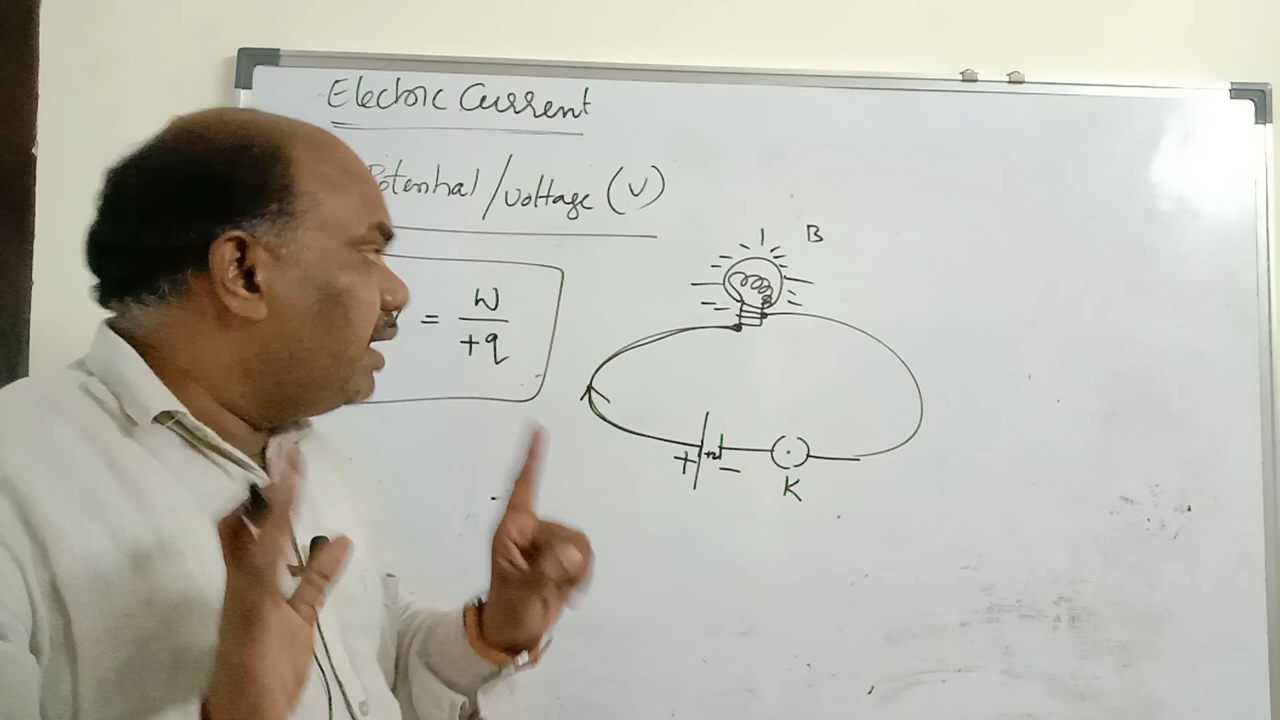 Electric Current
Potential/Voltage (V)
B
= W
+q
+ −
K